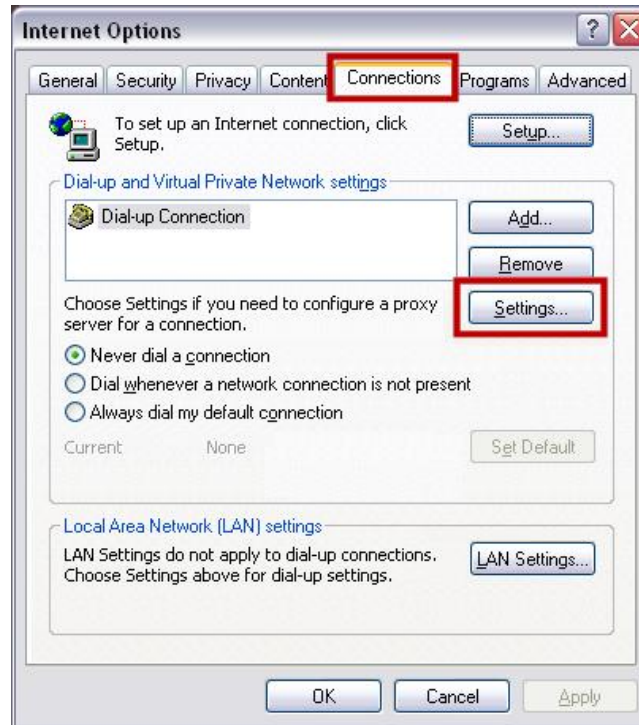 Internet Options
?
X
General Security Privacy Content Connections Programs Advanced
To set up an Internet connection, click
Setup.
Setup...
Dial-up and Virtual Private Network settings
Dial-up Connection
Add...
Remove
Choose Settings if you need to configure a proxy
server for a connection.
Settings...
Never dial a connection
Dial whenever a network connection is not present
Always dial my default connection
Current None
Set Default
Local Area Network (LAN) settings
LAN Settings do not apply to dial-up connections.
Choose Settings above for dial-up settings.
LAN Settings...
OK Cancel Apply